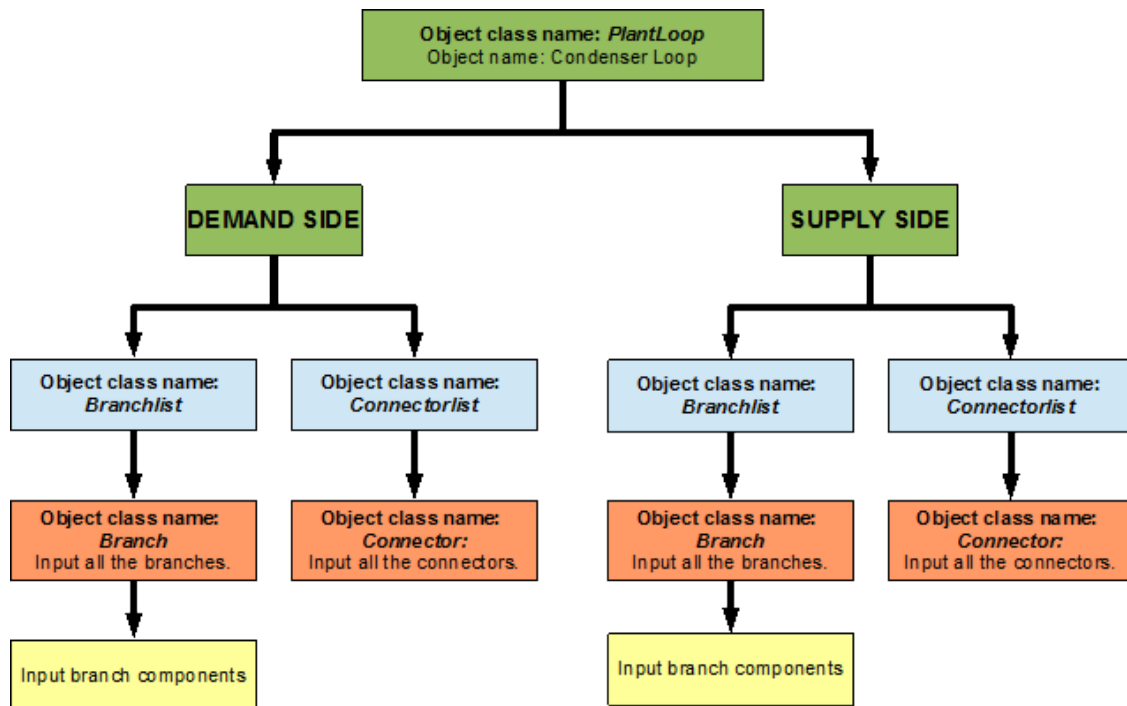 Object class name: PlantLoop
Object name: Condenser Loop
DEMAND SIDE
SUPPLY SIDE
Object class name:
Branchlist
Object class name:
Connectorlist
Object class name:
Branchlist
Object class name:
Connectorlist
Object class name:
Branch
Input all the branches.
Object class name:
Connector:
Input all the connectors.
Object class name:
Branch
Input all the branches.
Object class name:
Connector:
Input all the connectors.
Input branch components
Input branch components